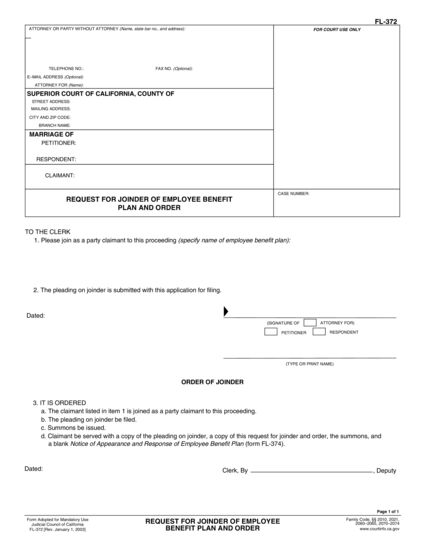 FL-372
ATTORNEY OR PARTY WITHOUT ATTORNEY (Name, state bar no., and address):
FOR COURT USE ONLY
TELEPHONE NO.: FAX NO. (Optional):
E-MAIL ADDRESS (Optional):
ATTORNEY FOR (Name):
SUPERIOR COURT OF CALIFORNIA, COUNTY OF
STREET ADDRESS:
MAILING ADDRESS:
CITY AND ZIP CODE:
BRANCH NAME:
MARRIAGE OF
PETITIONER:
RESPONDENT:
CLAIMANT:
REQUEST FOR JOINDER OF EMPLOYEE BENEFIT
PLAN AND ORDER
CASE NUMBER:
TO THE CLERK
1. Please join as a party claimant to this proceeding (specify name of employee benefit plan):
2. The pleading on joinder is submitted with this application for filing.
Dated:
(SIGNATURE OF ATTORNEY FOR)
PETITIONER RESPONDENT
(TYPE OR PRINT NAME)
ORDER OF JOINDER
3. IT IS ORDERED
a. The claimant listed in item 1 is joined as a party claimant to this proceeding.
b. The pleading on joinder be filed.
c. Summons be issued.
d. Claimant be served with a copy of the pleading on joinder, a copy of this request for joinder and order, the summons, and
a blank Notice of Appearance and Response of Employee Benefit Plan (form FL-374).
Dated:
Clerk, By , Deputy
Page 1 of 1
Form Adopted for Mandatory Use
Judicial Council of California
FL-372 [Rev. January 1, 2003]
REQUEST FOR JOINDER OF EMPLOYEE
BENEFIT PLAN AND ORDER
Family Code, §§ 2010, 2021,
2060–2065, 2070–2074
www.courtinfo.ca.gov